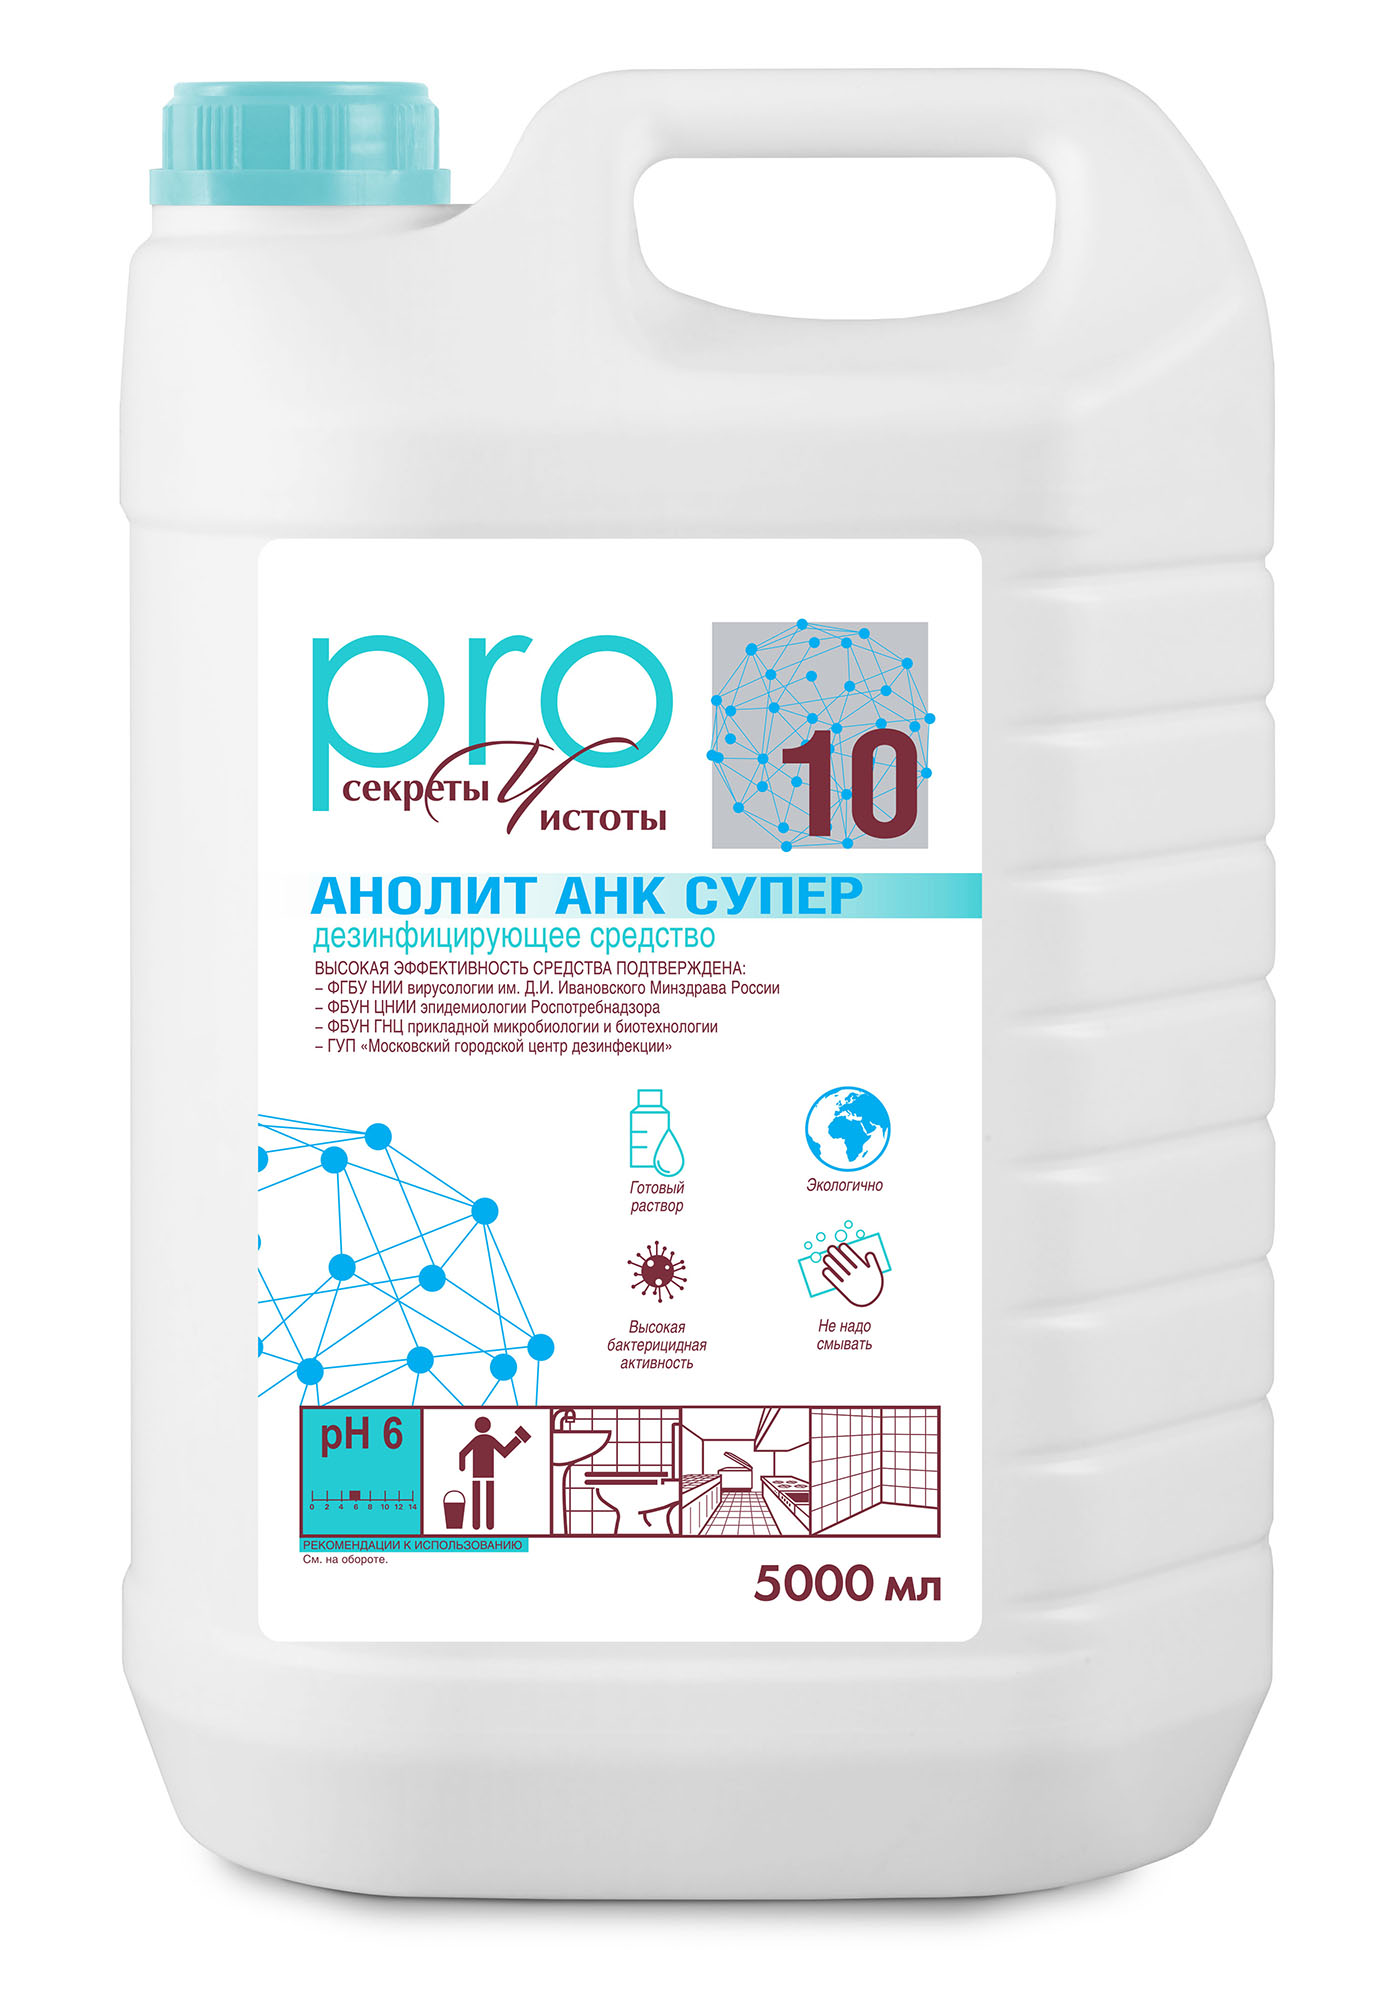 pro
секреты Чистоты
10
АНОЛИТ АНК СУПЕР
дезинфицирующее средство
ВЫСОКАЯ ЭФФЕКТИВНОСТЬ СРЕДСТВА ПОДТВЕРЖДЕНА:
– ФГБУ НИИ вирусологии им. Д.И. Ивановского Минздрава России
– ФБУН ЦНИИ эпидемиологии Роспотребнадзора
– ФБУН ГНЦ прикладной микробиологии и биотехнологии
– ГУП «Московский городской центр дезинфекции»
Готовый
раствор
Экологично
Высокая
бактерицидная
активность
Не надо
смывать
pH 6
0 2 4 6 8 10 12 14
РЕКОМЕНДАЦИИ К ИСПОЛЬЗОВАНИЮ
См. на обороте.
5000 мл